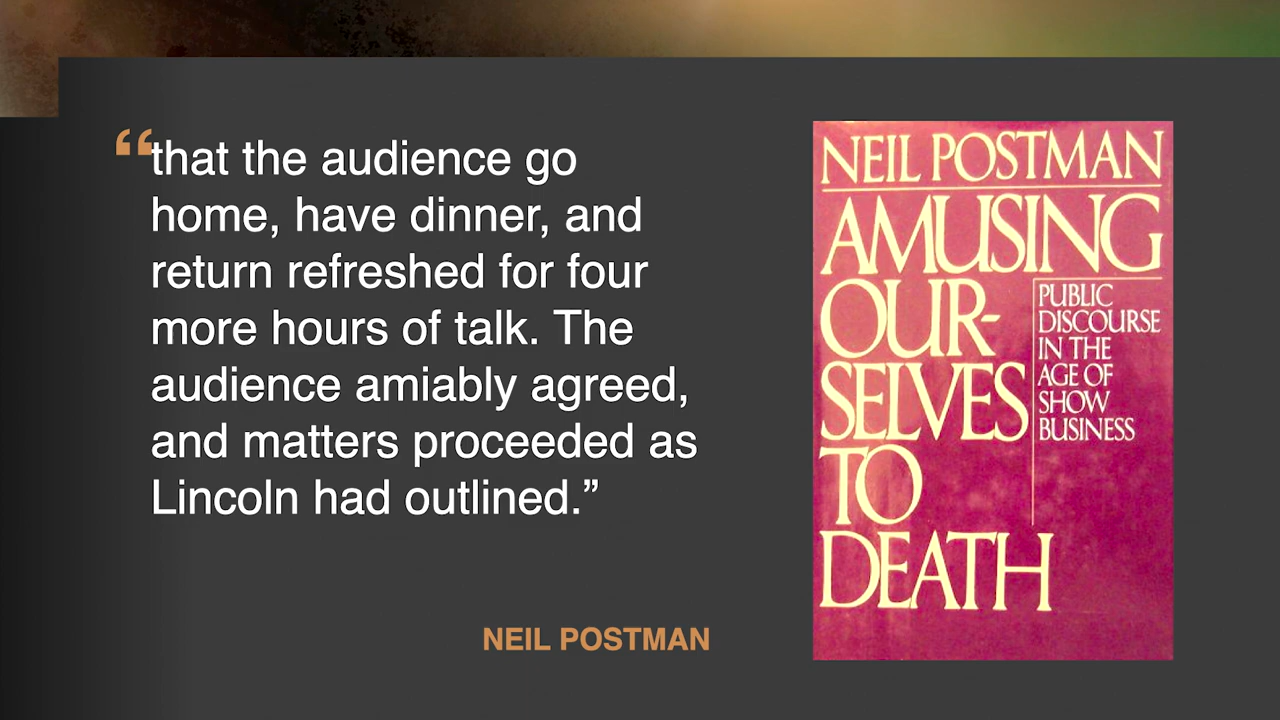 “that the audience go
home, have dinner, and
return refreshed for four
more hours of talk. The
audience amiably agreed,
and matters proceeded as
Lincoln had outlined.”
NEIL POSTMAN
NEIL POSTMAN
AMUSING
OUR-
SELVES
TO
DEATH
PUBLIC
DISCOURSE
IN THE
AGE OF
SHOW
BUSINESS